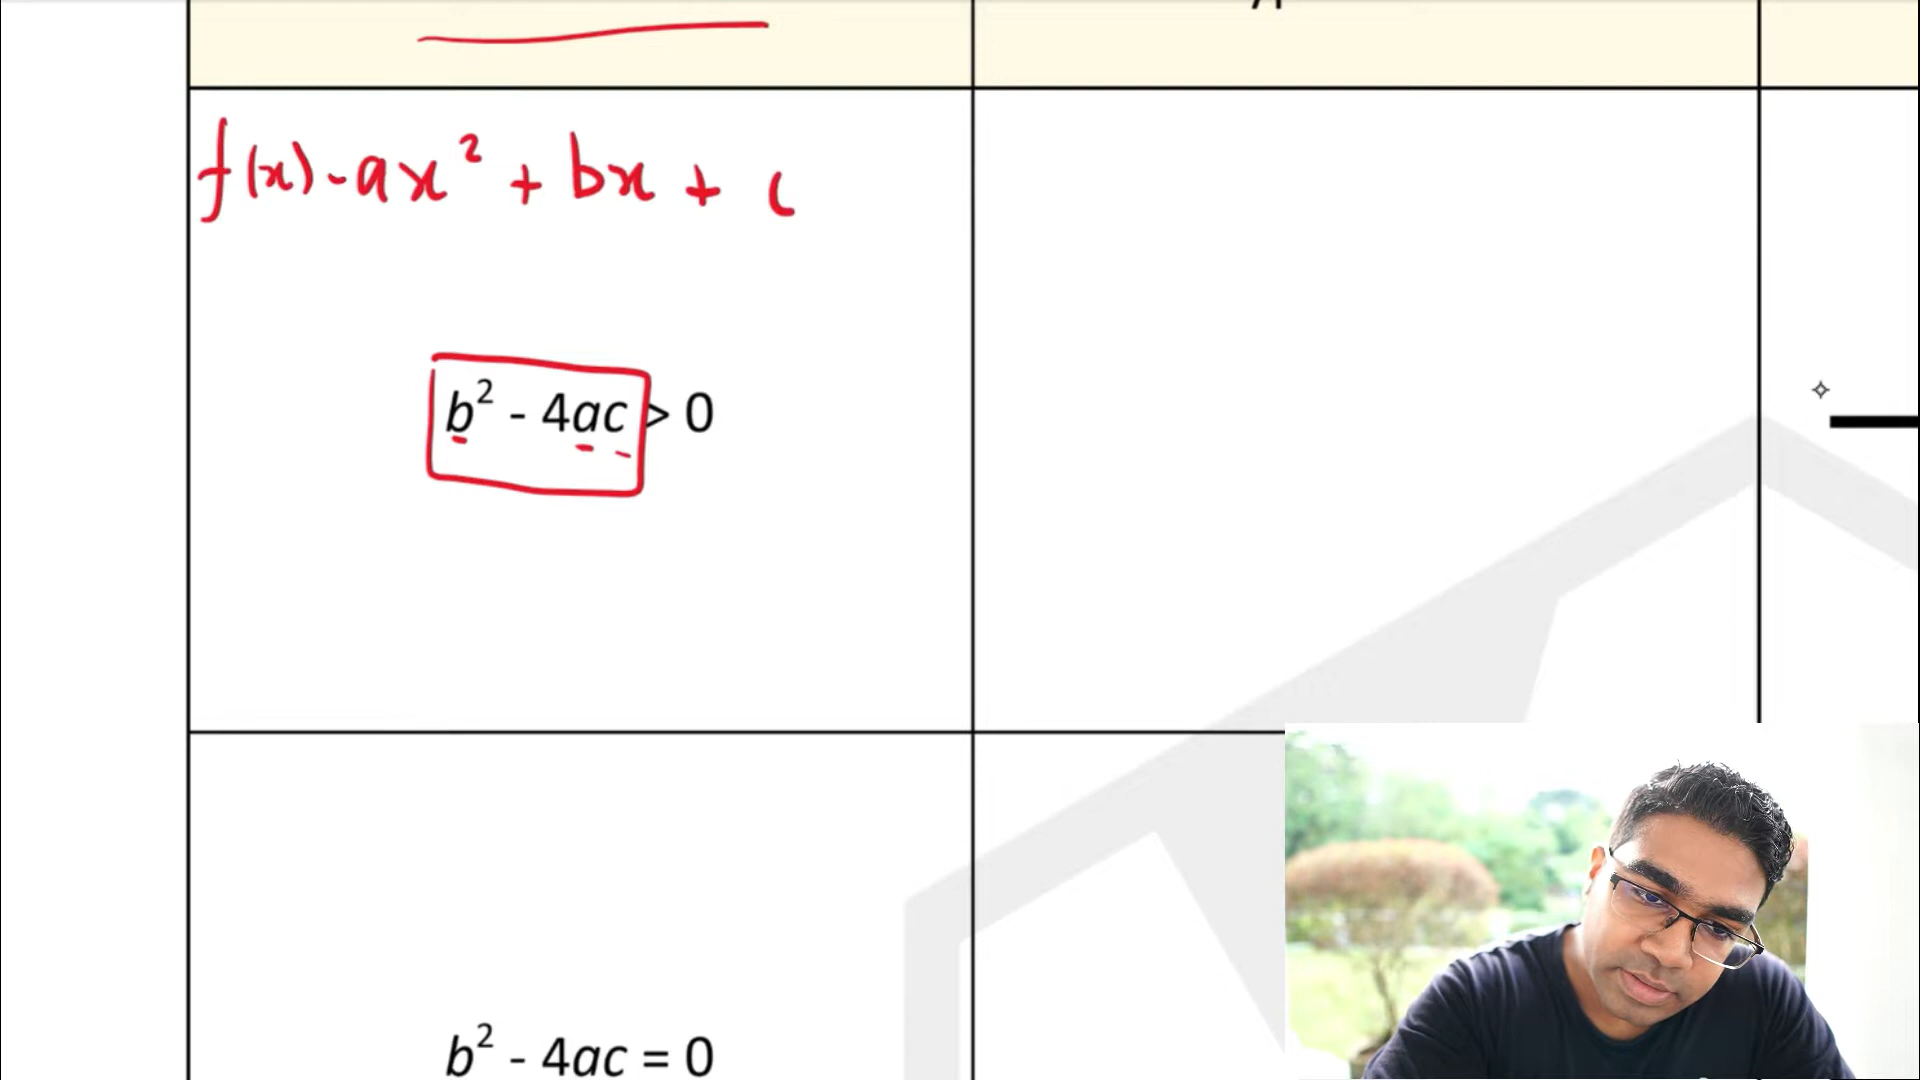 f(x) - ax² + bx + c
b² - 4ac > 0
b² - 4ac = 0